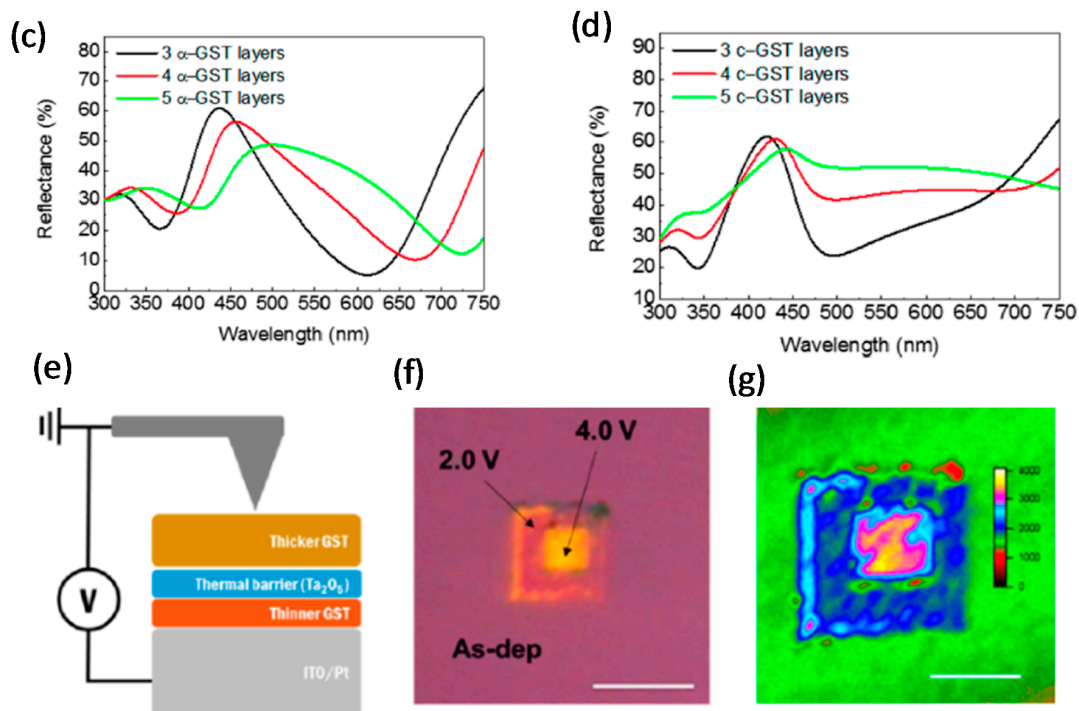 (c)
3 α–GST layers
4 α–GST layers
5 α–GST layers
80
70
60
50
40
30
20
10
0
Reflectance (%)
300 350 400 450 500 550 600 650 700 750
Wavelength (nm)
(d)
3 c–GST layers
4 c–GST layers
5 c–GST layers
90
80
70
60
50
40
30
20
10
Reflectance (%)
300 350 400 450 500 550 600 650 700 750
Wavelength (nm)
(e)
V
Thicker GST
Thermal barrier (Ta₂O₅)
Thinner GST
ITO/Pt
(f)
4.0 V
2.0 V
As-dep
(g)
4000
3000
2000
1000
0